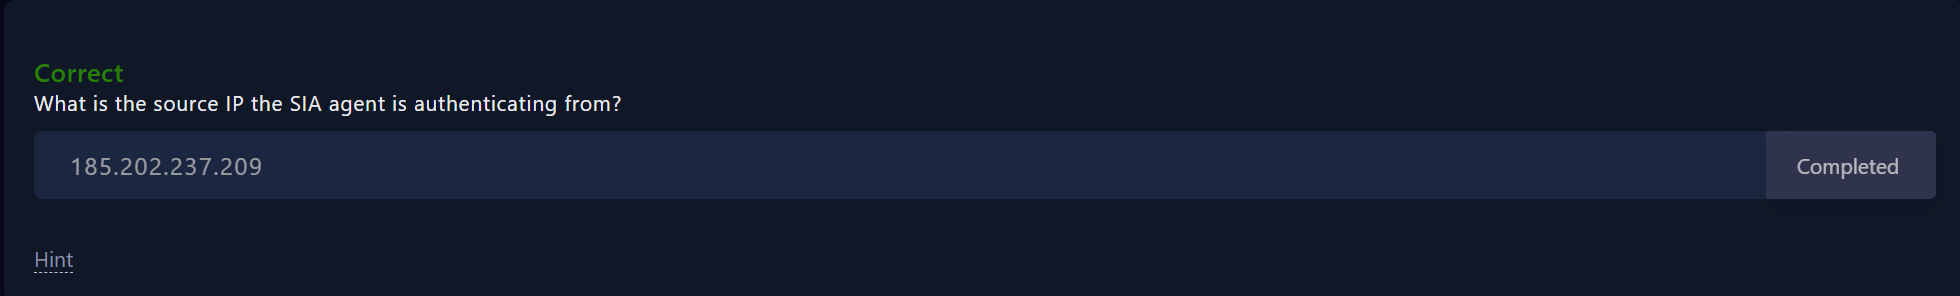 Correct
What is the source IP the SIA agent is authenticating from?
185.202.237.209
Completed
Hint